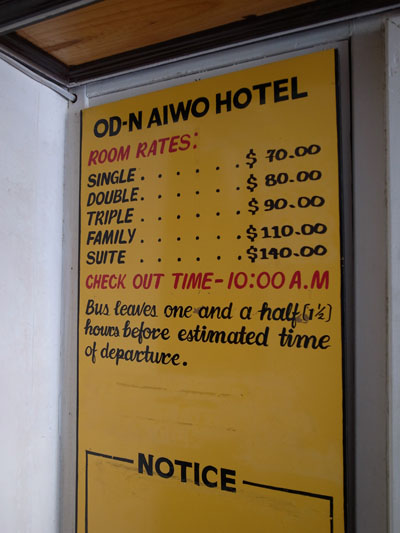 OD-N AIWO HOTEL
ROOM RATES:
SINGLE . . . . . . $ 70.00
DOUBLE . . . . . . $ 80.00
TRIPLE . . . . . . $ 90.00
FAMILY . . . . . . $110.00
SUITE . . . . . . $140.00
CHECK OUT TIME - 10:00 A.M
Bus leaves one and a half (1½)
hours before estimated time
of departure.
NOTICE